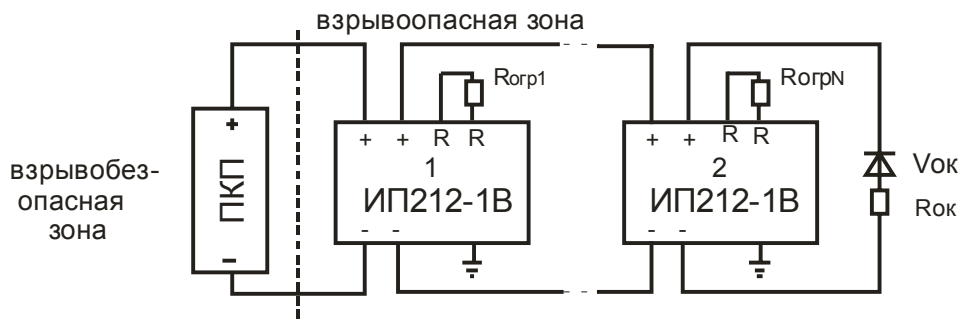 взрывоопасная зона
взрывобез-
опасная
зона
+
ПКП
-
Rогр1
+ + R R
1
ИП212-1В
- -
RогрN
+ + R R
2
ИП212-1В
- -
Vок
Rок